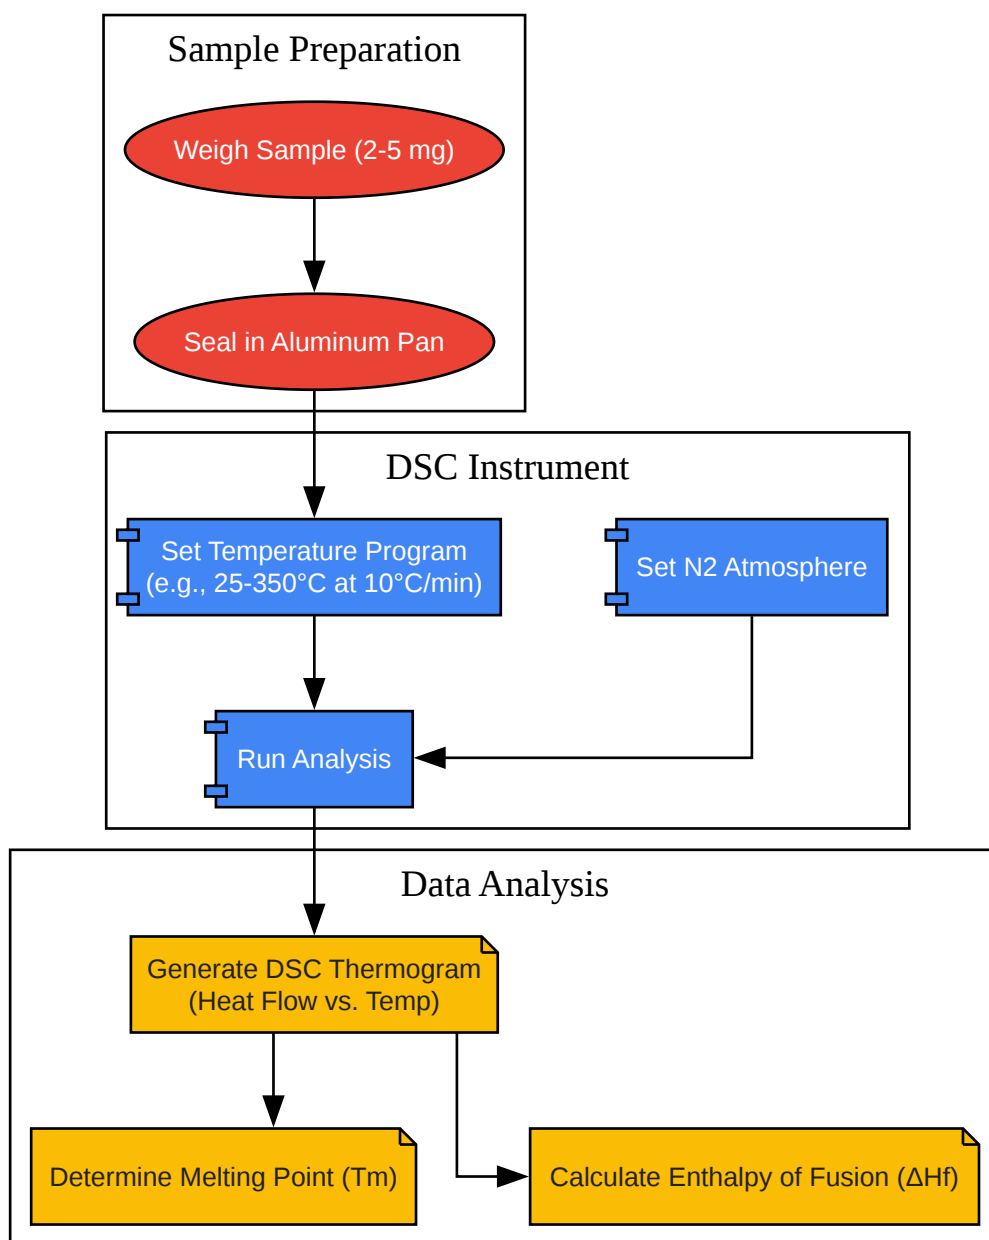 Sample Preparation
Weigh Sample (2-5 mg)
Seal in Aluminum Pan
DSC Instrument
Set Temperature Program
(e.g., 25-350°C at 10°C/min)
Set N2 Atmosphere
Run Analysis
Data Analysis
Generate DSC Thermogram
(Heat Flow vs. Temp)
Determine Melting Point (Tm)
Calculate Enthalpy of Fusion (ΔHf)